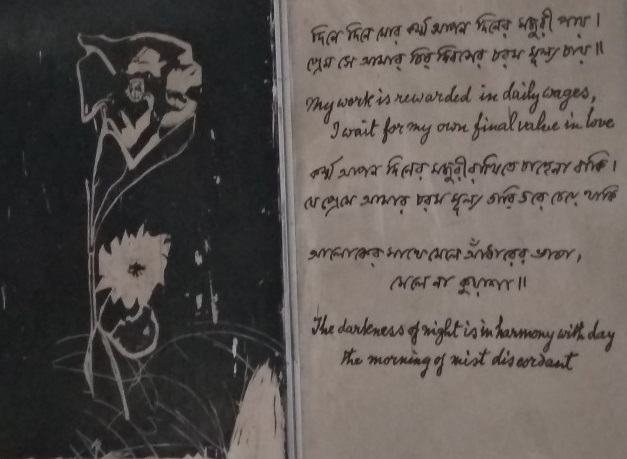 দিনে দিনে মোর কর্ম্ম আপন দিনের মজুরী পায়।
প্রেম সে আমার চির দিবসের চরম মূল্য চায়॥
My work is rewarded in daily wages,
I wait for my own final value in love
কর্ম্ম আপন দিনের মজুরী রাখিতে চাহেনা বাকি।
যে প্রেমে আমার চরম মূল্য তারি তরে চেয়ে থাকি
আলোকের সাথে মেলে আঁধারের ভাষা,
মেলে না কুয়াশা॥
The darkness of night is in harmony with day
the morning of mist discordant